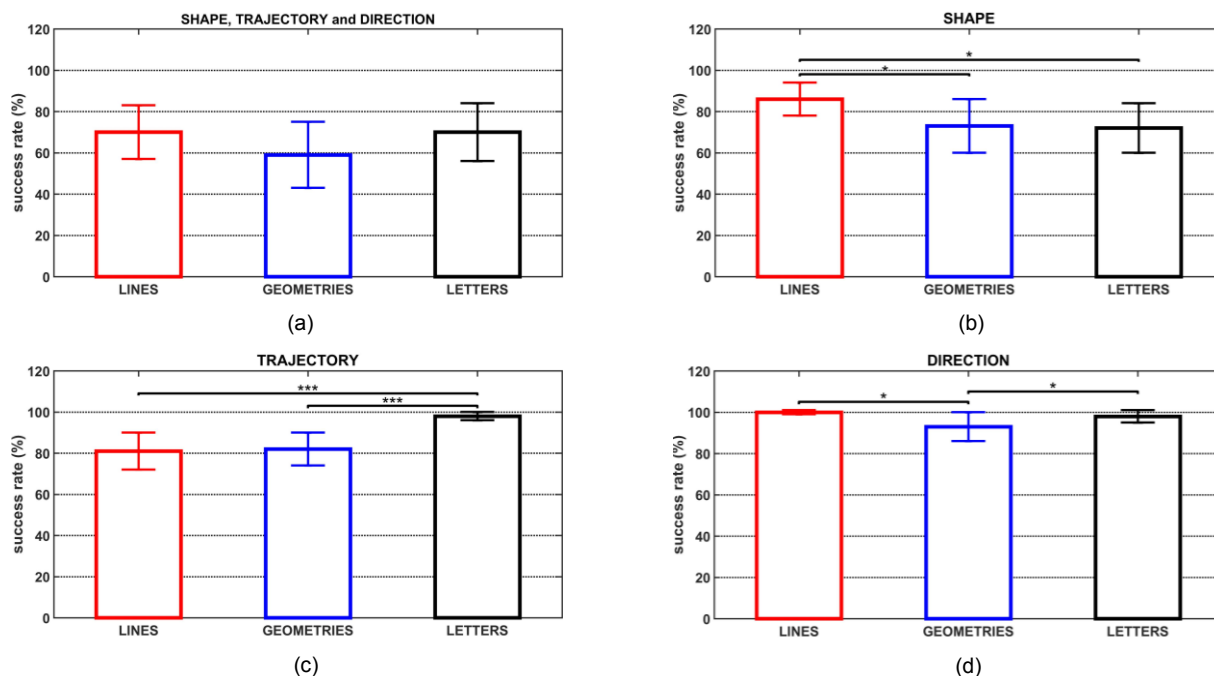 SHAPE, TRAJECTORY and DIRECTION
120
100
80
60
40
20
0
success rate (%)
LINES GEOMETRIES LETTERS
(a)
SHAPE
120
100
80
60
40
20
0
success rate (%)
* *
LINES GEOMETRIES LETTERS
(b)
TRAJECTORY
120
100
80
60
40
20
0
success rate (%)
***
***
LINES GEOMETRIES LETTERS
(c)
DIRECTION
120
100
80
60
40
20
0
success rate (%)
* *
LINES GEOMETRIES LETTERS
(d)